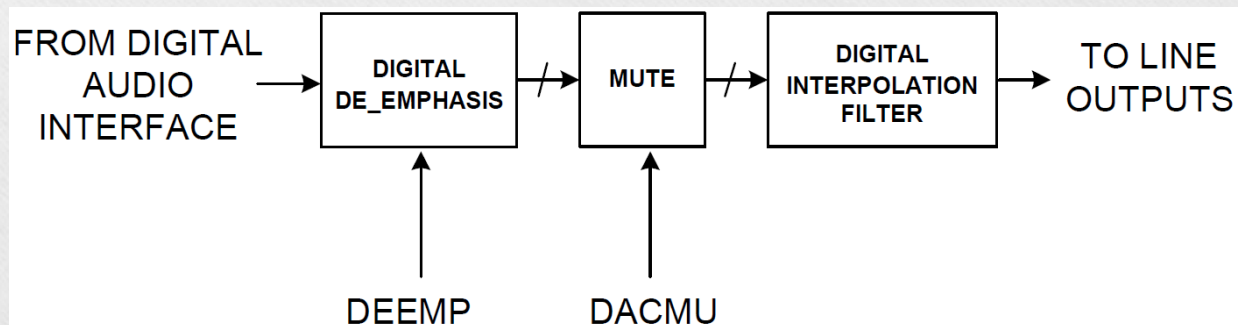 FROM DIGITAL
AUDIO
INTERFACE
DIGITAL
DE_EMPHASIS
MUTE
DIGITAL
INTERPOLATION
FILTER
TO LINE
OUTPUTS
DEEMP
DACMU